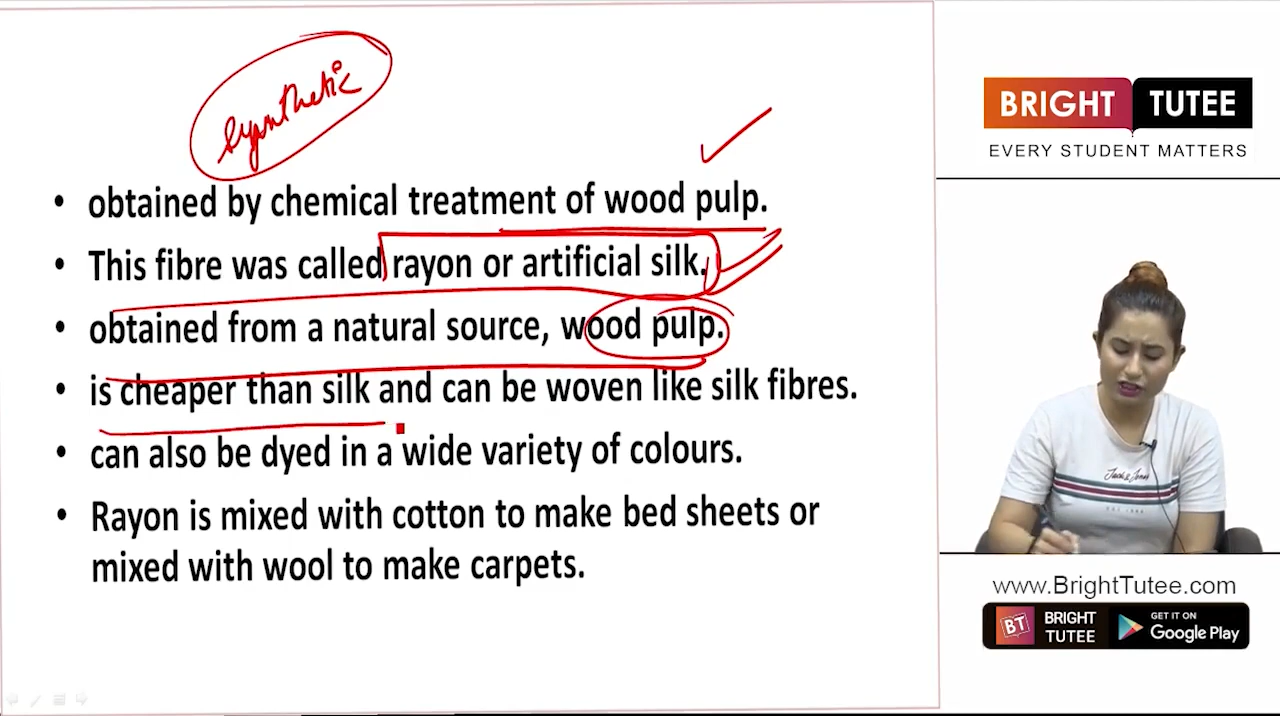 synthetic
• obtained by chemical treatment of wood pulp.
• This fibre was called rayon or artificial silk.
• obtained from a natural source, wood pulp.
• is cheaper than silk and can be woven like silk fibres.
• can also be dyed in a wide variety of colours.
• Rayon is mixed with cotton to make bed sheets or
mixed with wool to make carpets.
BRIGHT TUTEE
EVERY STUDENT MATTERS
Jack & Jones
www.BrightTutee.com
BT BRIGHT TUTEE
GET IT ON
Google Play